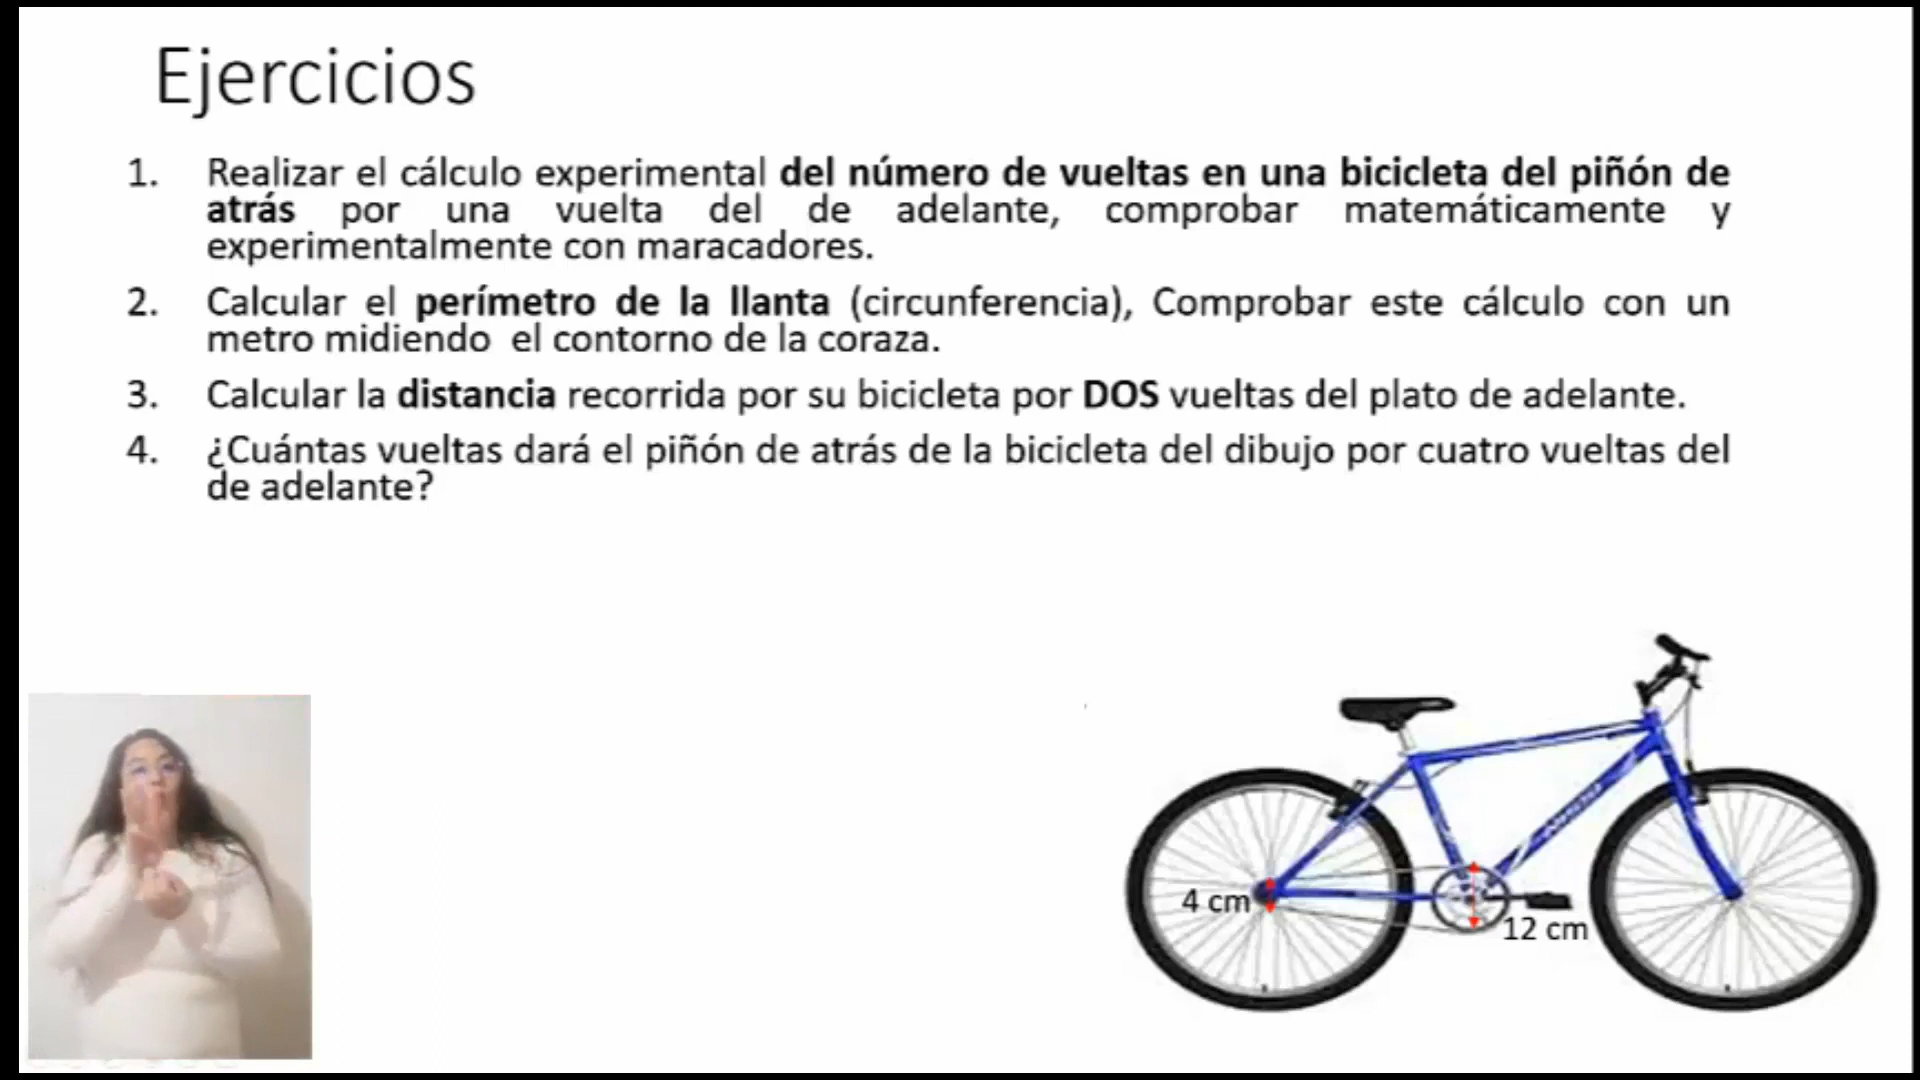 Ejercicios
1. Realizar el cálculo experimental del número de vueltas en una bicicleta del piñón de
atrás por una vuelta del de adelante, comprobar matemáticamente y
experimentalmente con maracadores.
2. Calcular el perímetro de la llanta (circunferencia), Comprobar este cálculo con un
metro midiendo el contorno de la coraza.
3. Calcular la distancia recorrida por su bicicleta por DOS vueltas del plato de adelante.
4. ¿Cuántas vueltas dará el piñón de atrás de la bicicleta del dibujo por cuatro vueltas del
de adelante?
4 cm
12 cm